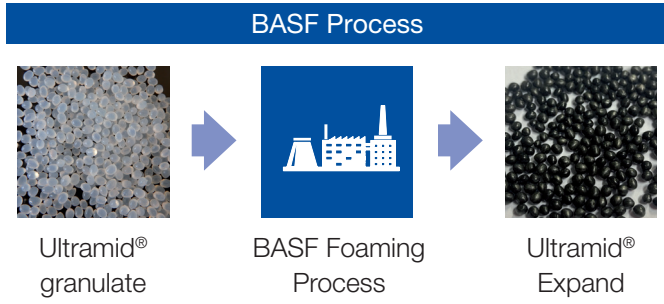 BASF Process
Ultramid®
granulate
BASF Foaming
Process
Ultramid®
Expand